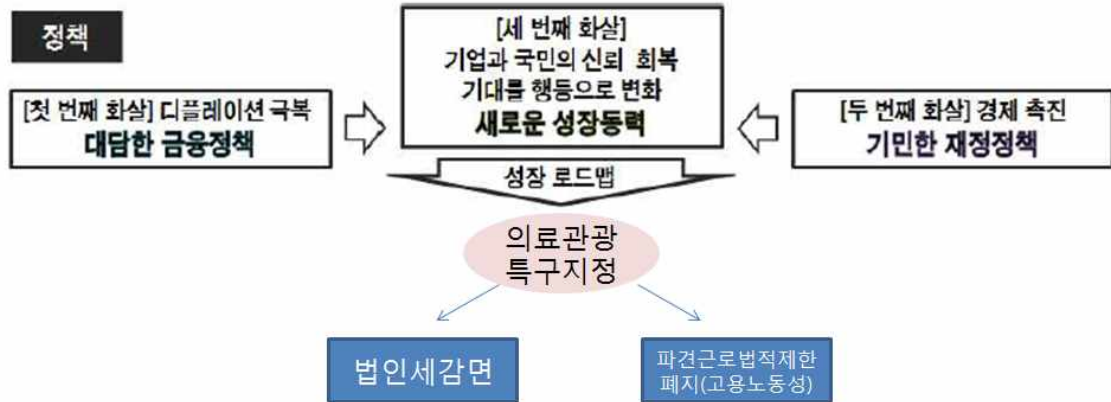 정책
[첫 번째 화살] 디플레이션 극복
대담한 금융정책
[세 번째 화살]
기업과 국민의 신뢰 회복
기대를 행등으로 변화
새로운 성장동력
[두 번째 화살] 경제 촉진
기민한 재정정책
성장 로드맵
의료관광
특구지정
법인세감면
파견근로법적제한
폐지(고용노동성)